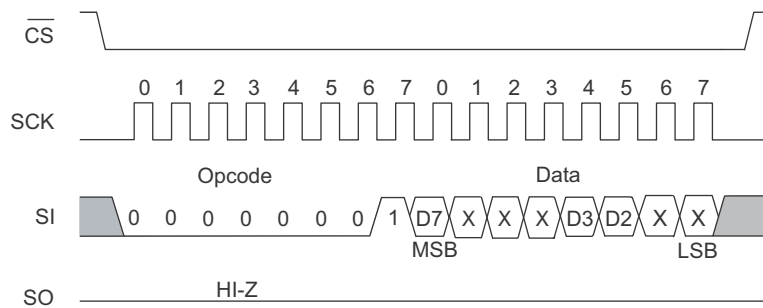 CS
0 1 2 3 4 5 6 7 0 1 2 3 4 5 6 7
SCK
Opcode Data
SI 0 0 0 0 0 0 0 1 D7 X X X D3 D2 X X
MSB LSB
HI-Z
SO